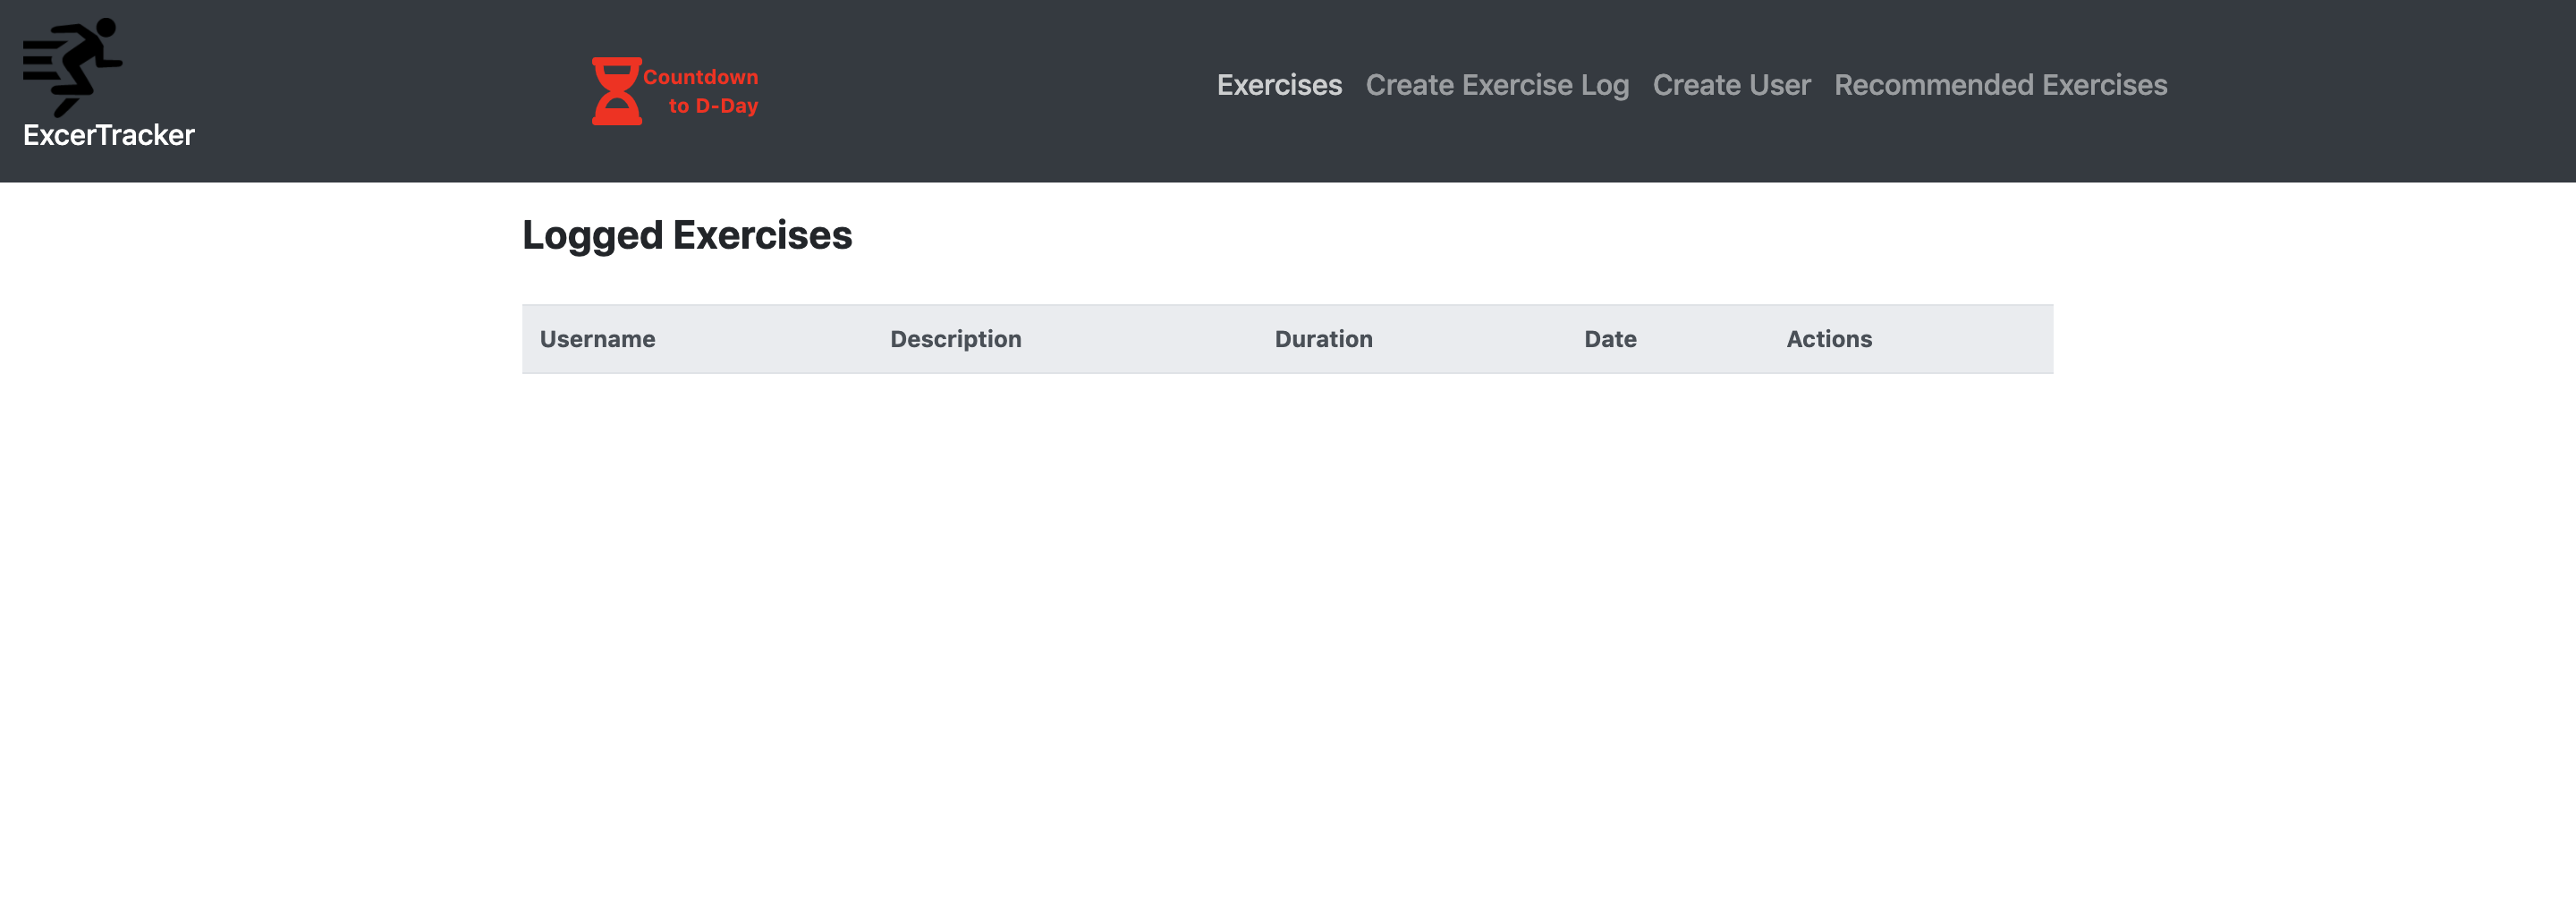 ExcerTracker
Countdown
to D-Day
Exercises Create Exercise Log Create User Recommended Exercises
Logged Exercises
Username Description Duration Date Actions